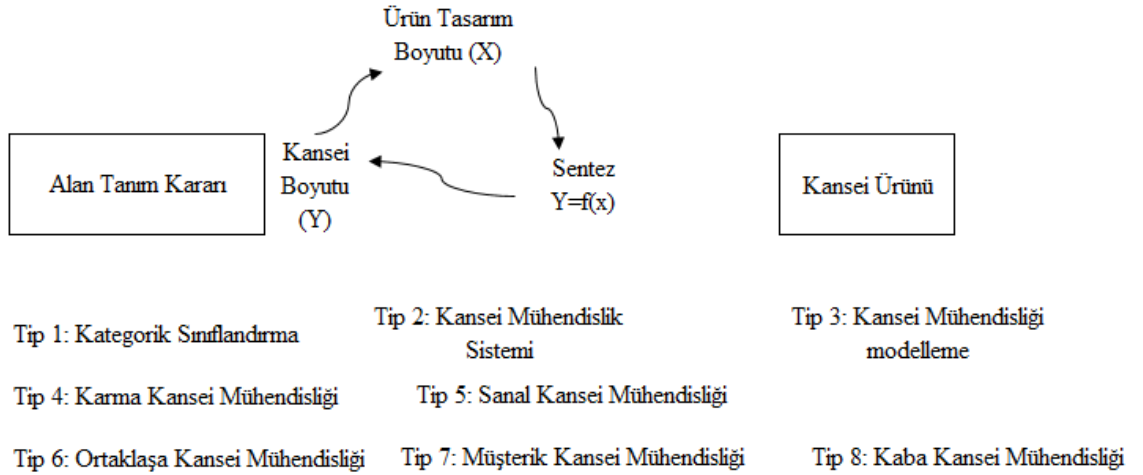 Ürün Tasarım
Boyutu (X)
Alan Tanım Kararı
Kansei
Boyutu
(Y)
Sentez
Y=f(x)
Kansei Ürünü
Tip 1: Kategorik Sınıflandırma
Tip 2: Kansei Mühendislik
Sistemi
Tip 3: Kansei Mühendisliği
modelleme
Tip 4: Karma Kansei Mühendisliği
Tip 5: Sanal Kansei Mühendisliği
Tip 6: Ortaklaşa Kansei Mühendisliği
Tip 7: Müşterik Kansei Mühendisliği
Tip 8: Kaba Kansei Mühendisliği